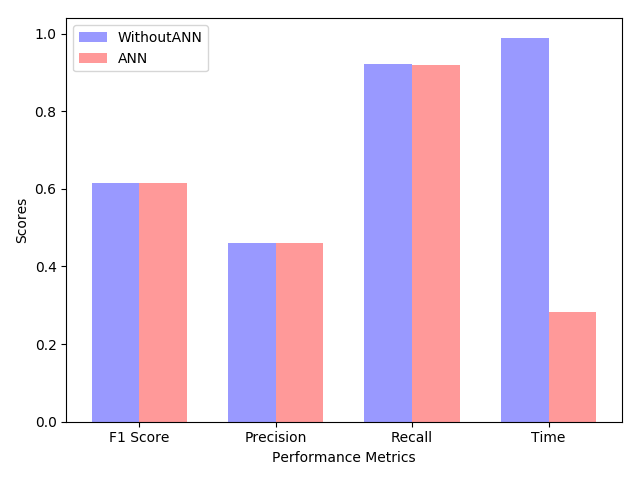 WithoutANN
ANN
1.0
0.8
0.6
0.4
0.2
0.0
Scores
F1 Score Precision Recall Time
Performance Metrics